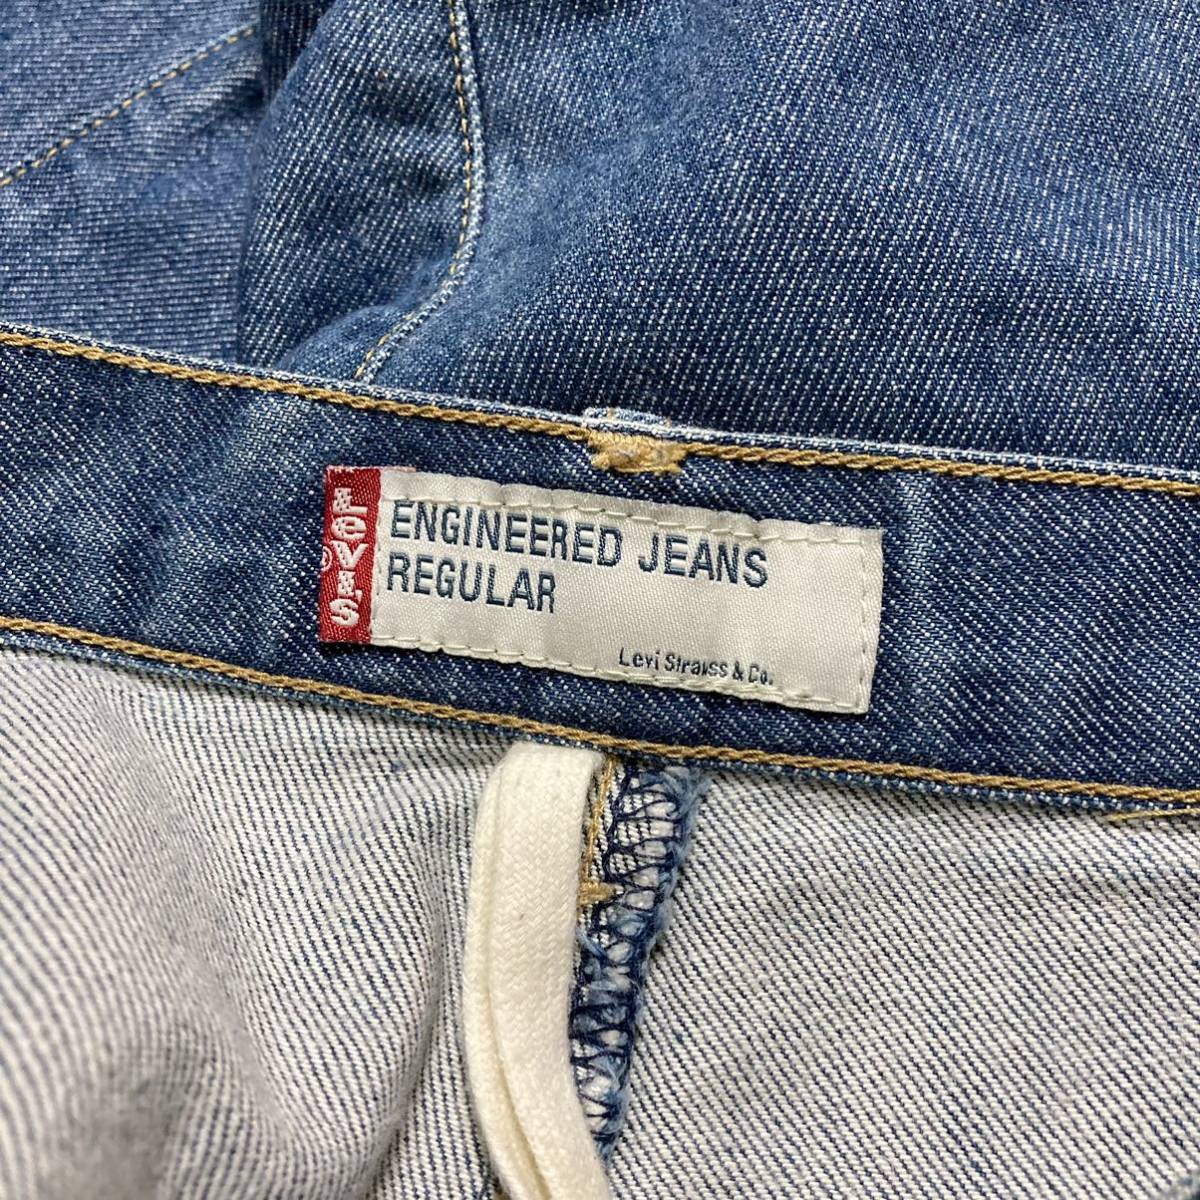 LEVI'S
®
ENGINEERED JEANS
REGULAR
Levi Strauss & Co.